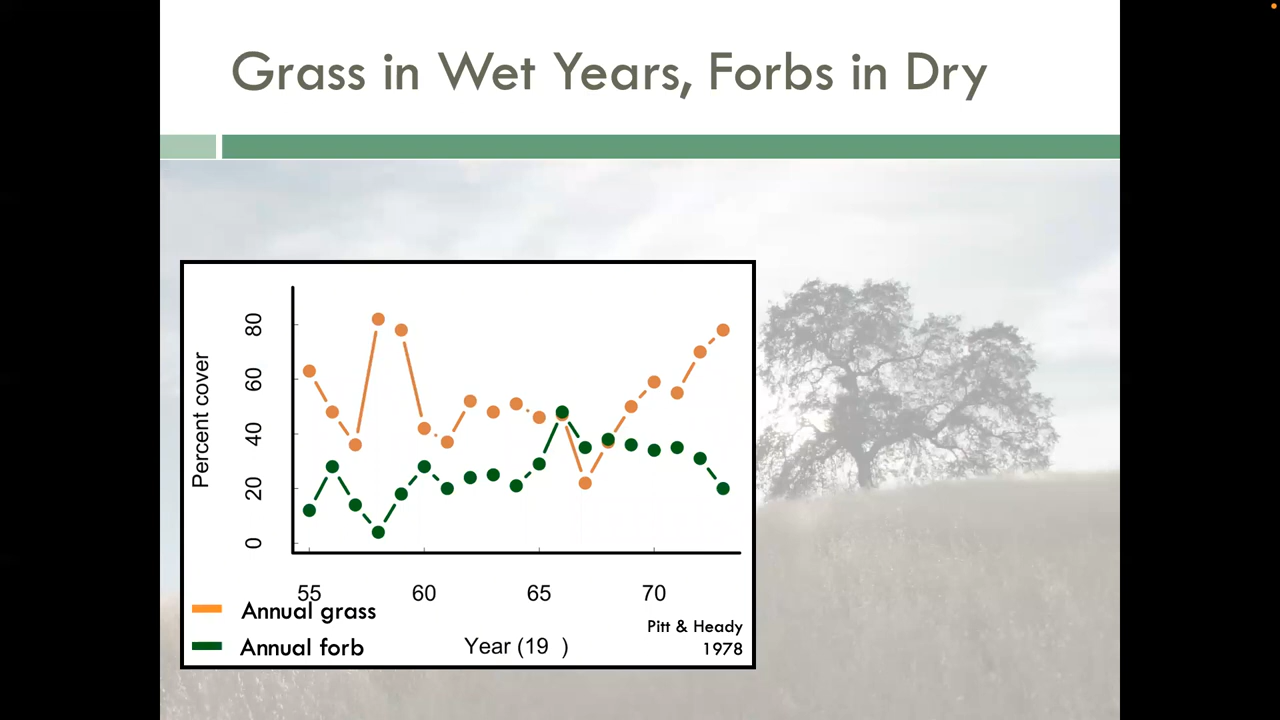 Grass in Wet Years, Forbs in Dry
Percent cover
80
60
40
20
0
55 60 65 70
Annual grass
Annual forb
Year (19 )
Pitt & Heady
1978